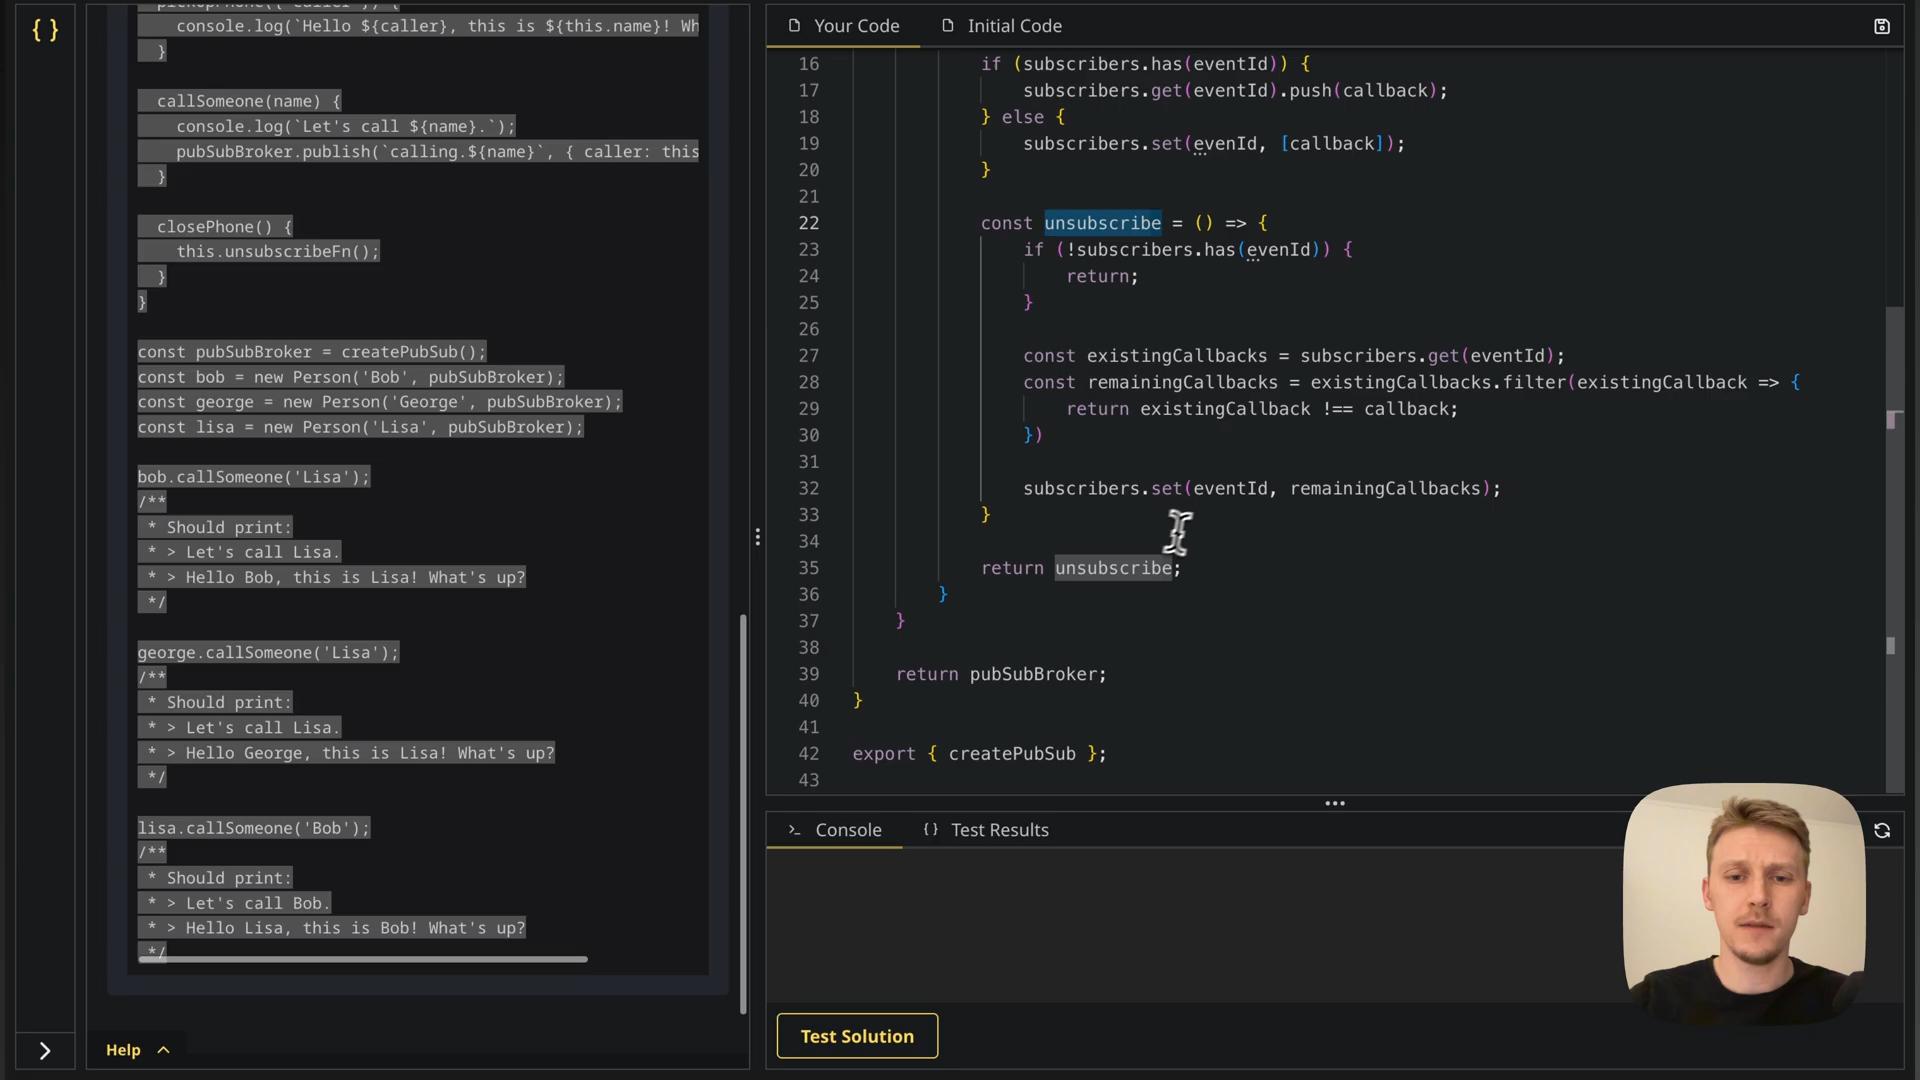 {}
console.log(`Hello ${caller}, this is ${this.name}! Wh
}
callSomeone(name) {
console.log(`Let's call ${name}.`);
pubSubBroker.publish(`calling.${name}`, { caller: this
}
closePhone() {
this.unsubscribeFn();
}
}
const pubSubBroker = createPubSub();
const bob = new Person('Bob', pubSubBroker);
const george = new Person('George', pubSubBroker);
const lisa = new Person('Lisa', pubSubBroker);
bob.callSomeone('Lisa');
/**
* Should print:
* > Let's call Lisa.
* > Hello Bob, this is Lisa! What's up?
*/
george.callSomeone('Lisa');
/**
* Should print:
* > Let's call Lisa.
* > Hello George, this is Lisa! What's up?
*/
lisa.callSomeone('Bob');
/**
* Should print:
* > Let's call Bob.
* > Hello Lisa, this is Bob! What's up?
*/
Help
Your Code
Initial Code
16 if (subscribers.has(eventId)) {
17 subscribers.get(eventId).push(callback);
18 } else {
19 subscribers.set(evenId, [callback]);
20 }
21
22 const unsubscribe = () => {
23 if (!subscribers.has(evenId)) {
24 return;
25 }
26
27 const existingCallbacks = subscribers.get(eventId);
28 const remainingCallbacks = existingCallbacks.filter(existingCallback => {
29 return existingCallback !== callback;
30 })
31
32 subscribers.set(eventId, remainingCallbacks);
33 }
34
35 return unsubscribe;
36 }
37 }
38
39 return pubSubBroker;
40 }
41
42 export { createPubSub };
43
Console
{} Test Results
Test Solution